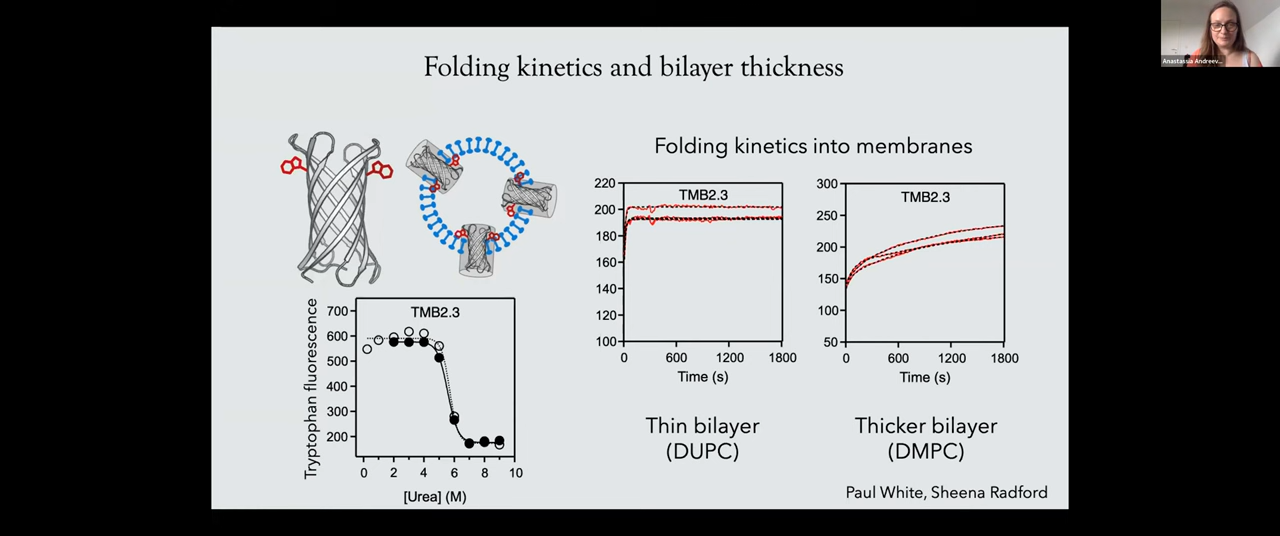 Folding kinetics and bilayer thickness
Anastassia Andreev...
Folding kinetics into membranes
TMB2.3
220
200
180
160
140
120
100
0
600
1200
1800
Time (s)
Thin bilayer
(DUPC)
TMB2.3
300
250
200
150
100
50
0
600
1200
1800
Time (s)
Thicker bilayer
(DMPC)
TMB2.3
Tryptophan fluorescence
700
600
500
400
300
200
0
2
4
6
8
10
[Urea] (M)
Paul White, Sheena Radford